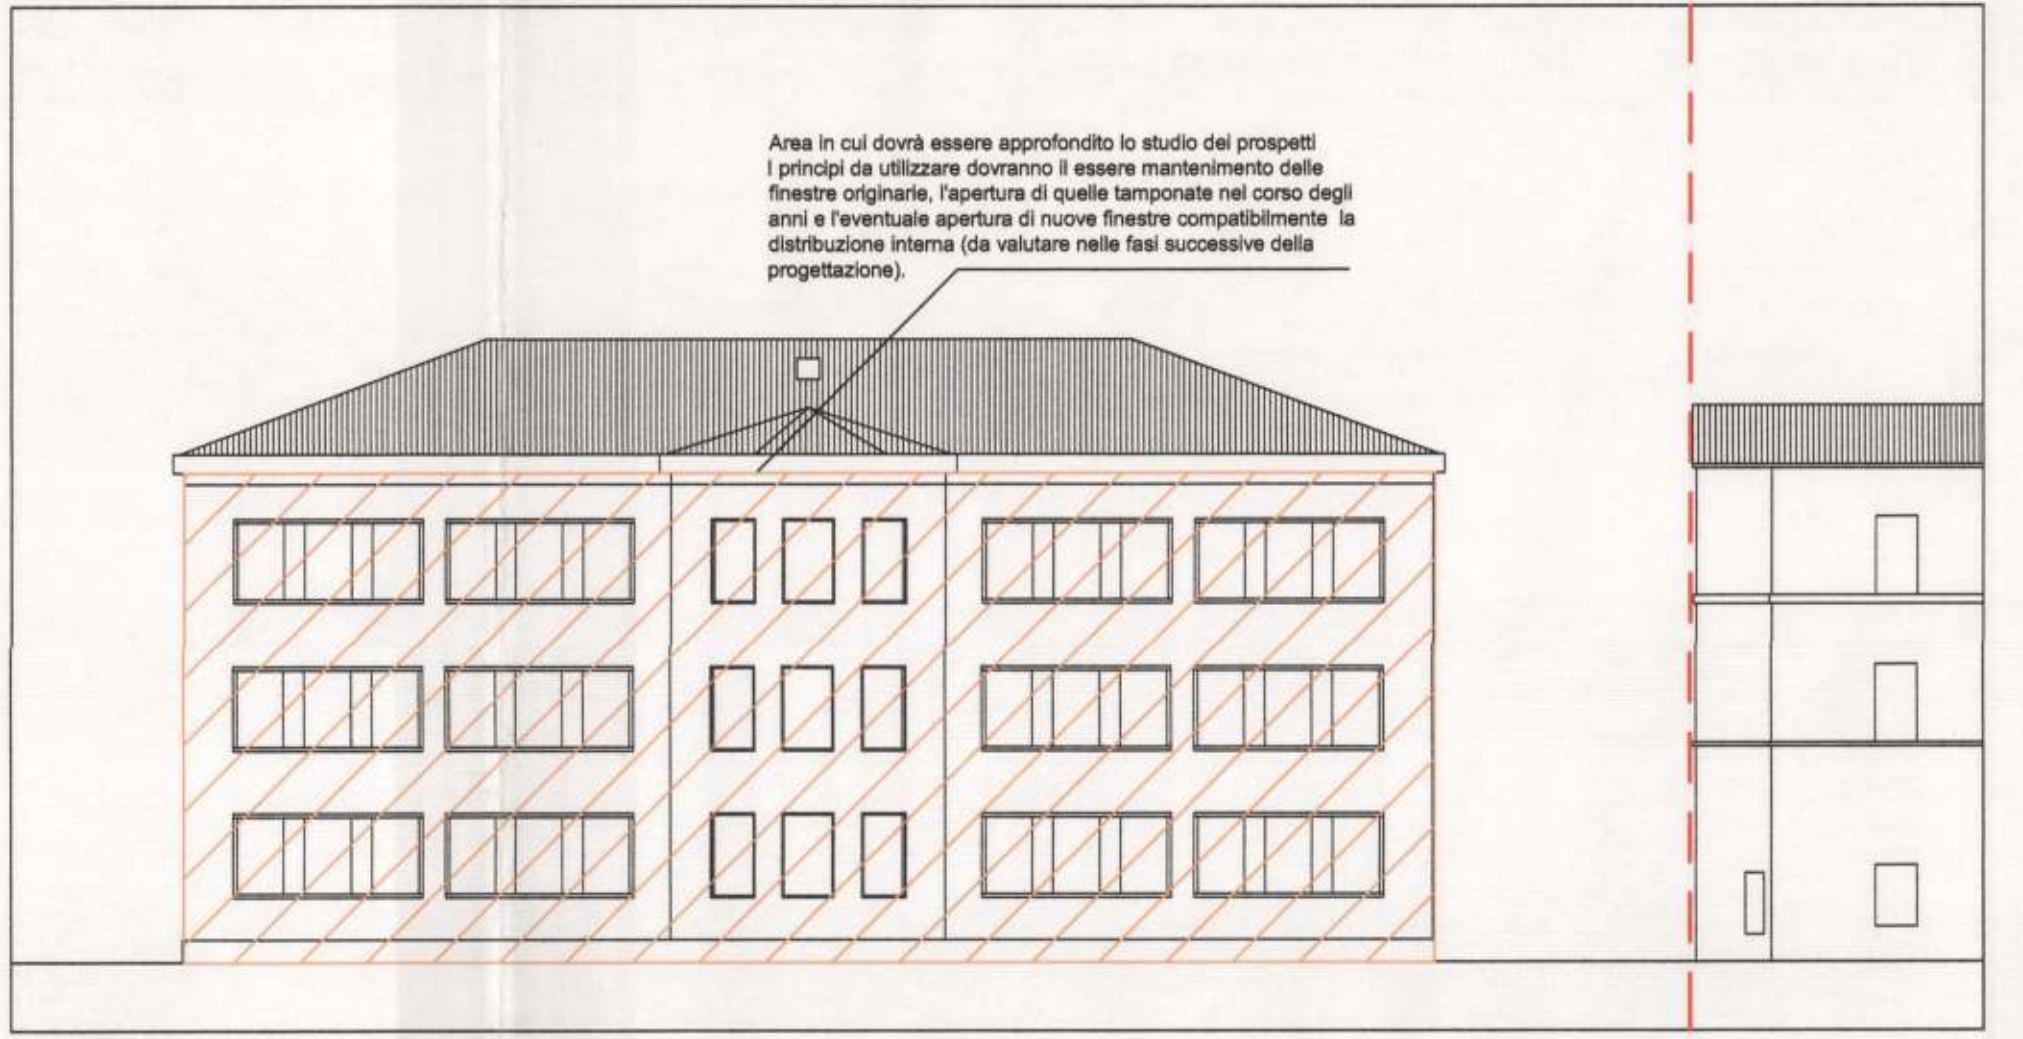 Area in cui dovrà essere approfondito lo studio dei prospetti
I principi da utilizzare dovranno il essere mantenimento delle
finestre originarie, l'apertura di quelle tamponate nel corso degli
anni e l'eventuale apertura di nuove finestre compatibilmente la
distribuzione interna (da valutare nelle fasi successive della
progettazione).